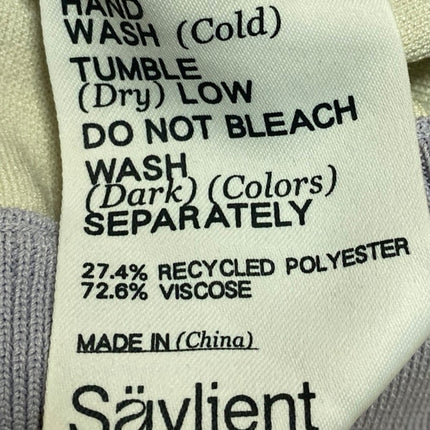 HAND
WASH (Cold)
TUMBLE
(Dry) LOW
DO NOT BLEACH
WASH
(Dark) (Colors)
SEPARATELY
27.4% RECYCLED POLYESTER
72.6% VISCOSE
MADE IN (China)
Säylient